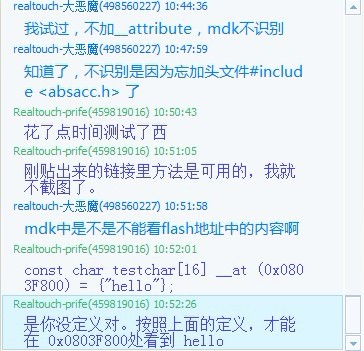 realtouch-大恶魔(498560227) 10:44:36
我试过，不加__attribute，mdk不识别
realtouch-大恶魔(498560227) 10:47:59
知道了，不识别是因为忘加头文件#includ
e <absacc.h> 了
Realtouch-prife(459819016) 10:50:43
花了点时间测试了西
Realtouch-prife(459819016) 10:51:05
刚贴出来的链接里方法是可用的，我就
不截图了。
realtouch-大恶魔(498560227) 10:51:58
mdk中是不是不能看flash地址中的内容啊
Realtouch-prife(459819016) 10:52:01
const char testchar[16] __at (0x080
3F800) = {"hello"};
Realtouch-prife(459819016) 10:52:26
是你没定义对。按照上面的定义，才能
在 0x0803F800处看到 hello